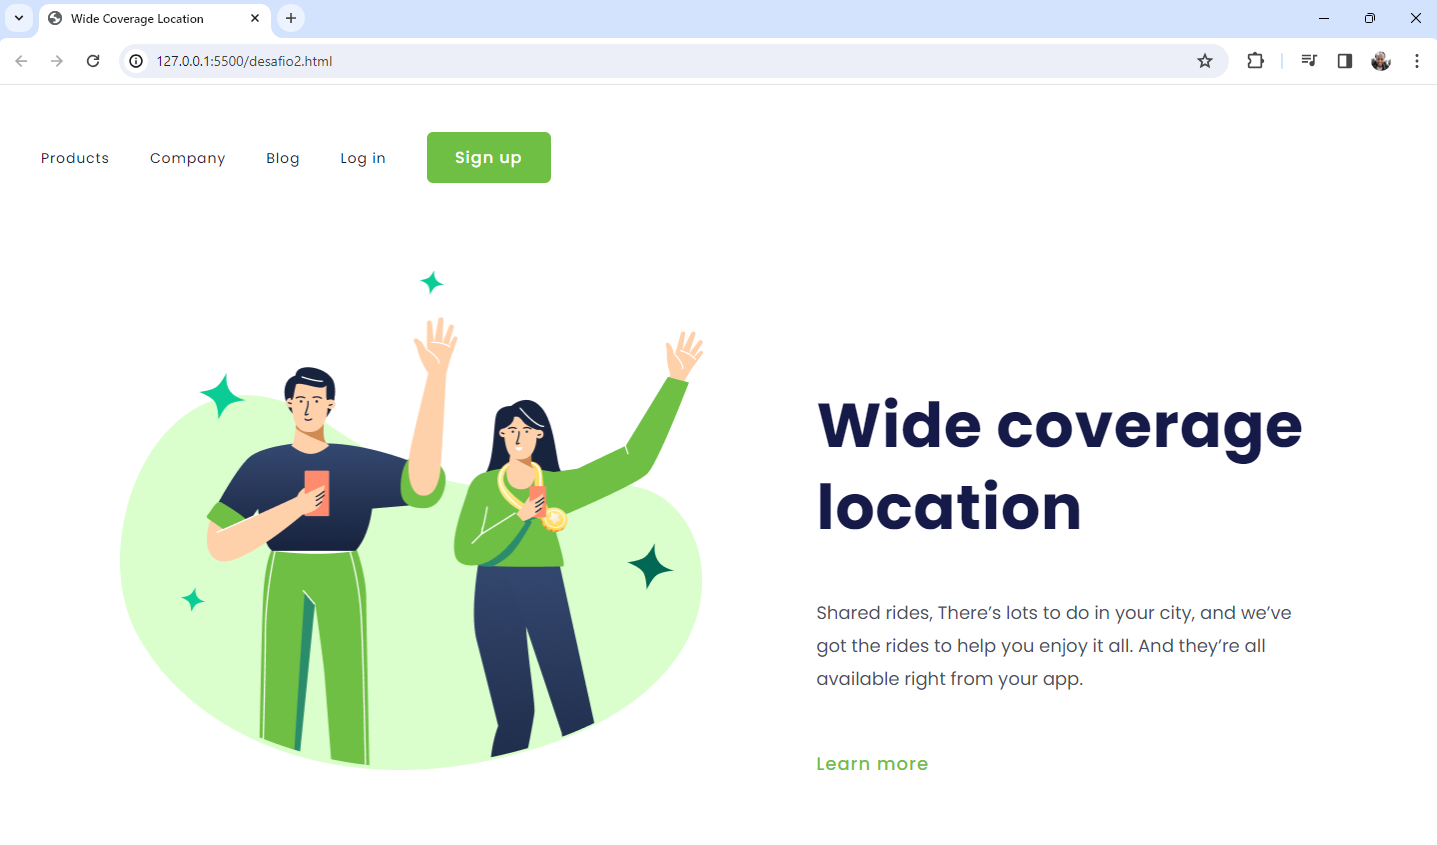 Wide Coverage Location
127.0.0.1:5500/desafio2.html
Products Company Blog Log in Sign up
Wide coverage
location
Shared rides, There’s lots to do in your city, and we’ve
got the rides to help you enjoy it all. And they’re all
available right from your app.
Learn more